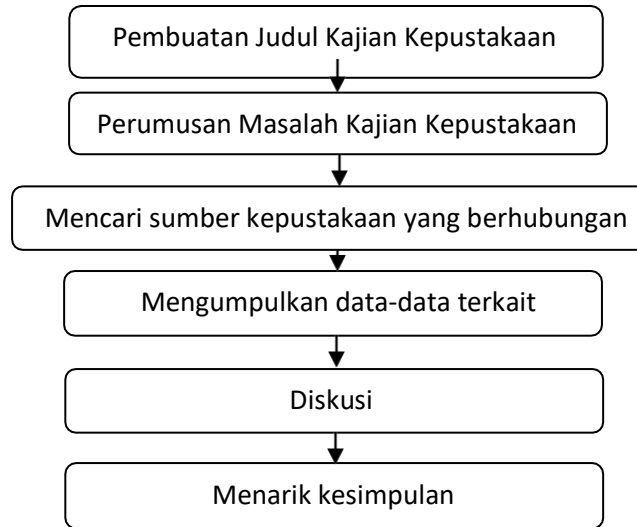 Pembuatan Judul Kajian Kepustakaan
Perumusan Masalah Kajian Kepustakaan
Mencari sumber kepustakaan yang berhubungan
Mengumpulkan data-data terkait
Diskusi
Menarik kesimpulan